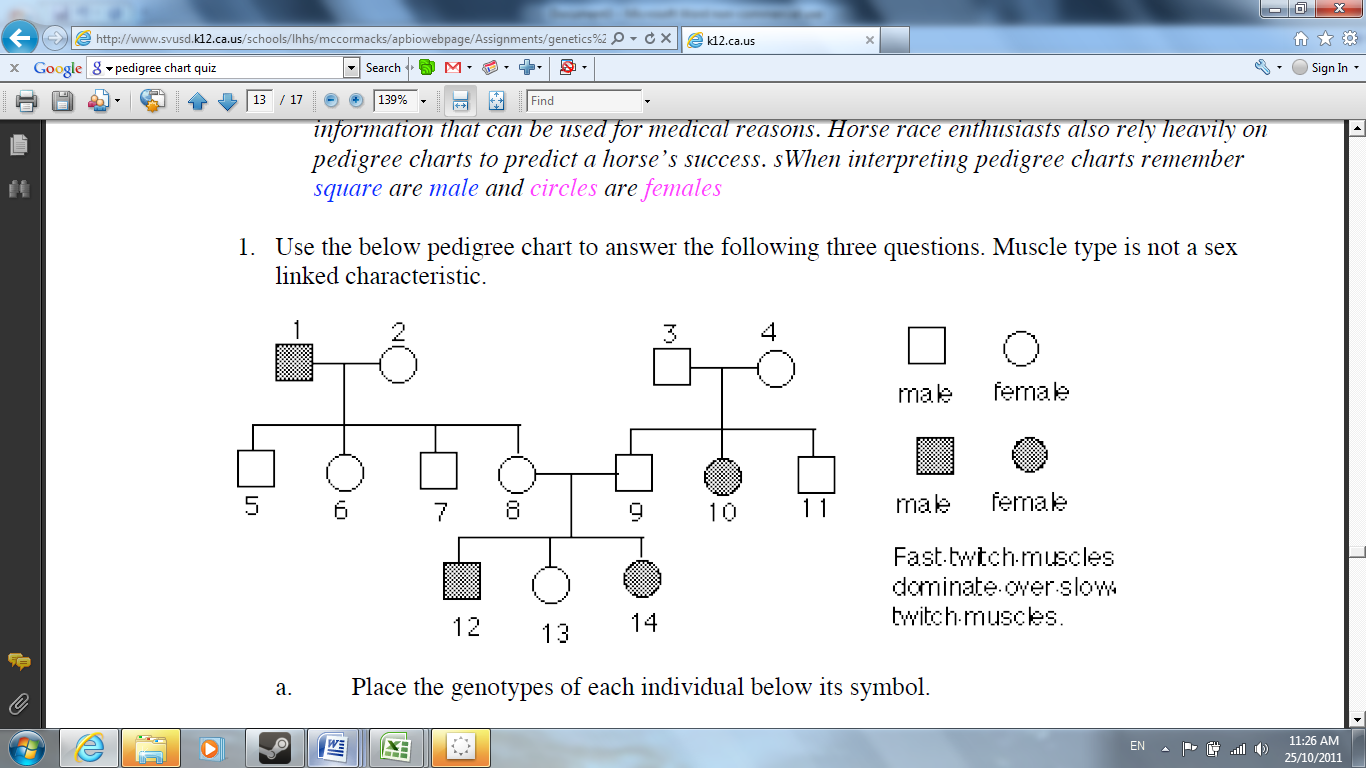 Document1 - Microsoft Word non-commercial use
http://www.svusd.k12.ca.us/schools/lhhs/mccormacks/apbiowebpage/Assignments/genetics%2
k12.ca.us
x Google pedigree chart quiz Search Sign In
13 / 17 139% Find
information that can be used for medical reasons. Horse race enthusiasts also rely heavily on
pedigree charts to predict a horse's success. sWhen interpreting pedigree charts remember
square are male and circles are females
1. Use the below pedigree chart to answer the following three questions. Muscle type is not a sex
linked characteristic.
1 2 3 4
male female
5 6 7 8 9 10 11
male female
12 13 14
Fast twitch muscles
dominate over slow
twitch muscles.
a. Place the genotypes of each individual below its symbol.
EN 11:26 AM
25/10/2011